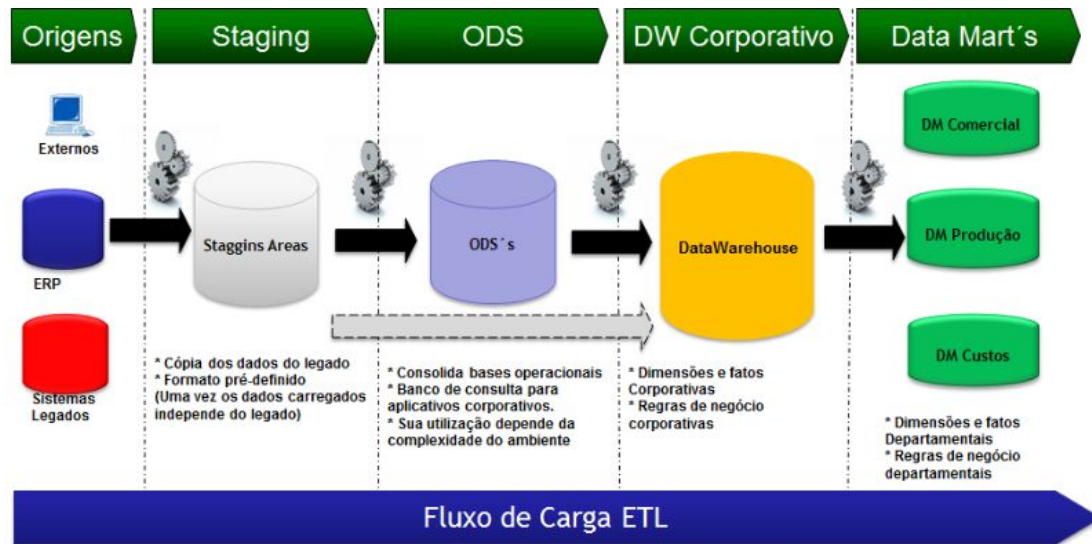 Origens
Staging
ODS
DW Corporativo
Data Mart´s
Externos
ERP
Sistemas
Legados
Staggins Areas
* Cópia dos dados do legado
* Formato pré-definido
(Uma vez os dados carregados
independe do legado)
ODS´s
* Consolida bases operacionais
* Banco de consulta para
aplicativos corporativos.
* Sua utilização depende da
complexidade do ambiente
DataWarehouse
* Dimensões e fatos
Corporativas
* Regras de negócio
corporativas
DM Comercial
DM Produção
DM Custos
* Dimensões e fatos
Departamentais
* Regras de negócio
departamentais
Fluxo de Carga ETL